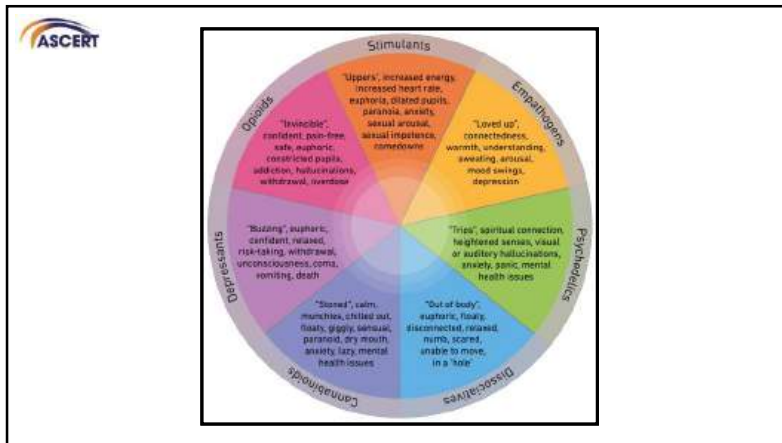 ASCERT
Stimulants
"Uppers", increased energy,
increased heart rate,
euphoria, dilated pupils,
paranoia, anxiety,
sexual arousal,
sexual impotence,
comedowns
Empathogens
"Loved up",
connectedness,
warmth, understanding,
sweating, arousal,
mood swings,
depression
Psychedelics
"Trips", spiritual connection,
heightened senses, visual
or auditory hallucinations,
anxiety, panic, mental
health issues
Dissociatives
"Out of body",
euphoric, floaty,
disconnected, relaxed,
numb, scared,
unable to move,
in a 'hole'
Cannabinoids
"Stoned", calm,
munchies, chilled out,
floaty, giggly, sensual,
paranoid, dry mouth,
anxiety, lazy, mental
health issues
Depressants
"Buzzing", euphoric,
confident, relaxed,
risk-taking, withdrawal,
unconsciousness, coma,
vomiting, death
Opioids
"Invincible",
confident, pain-free,
safe, euphoric,
constricted pupils,
addiction, hallucinations,
withdrawal, overdose